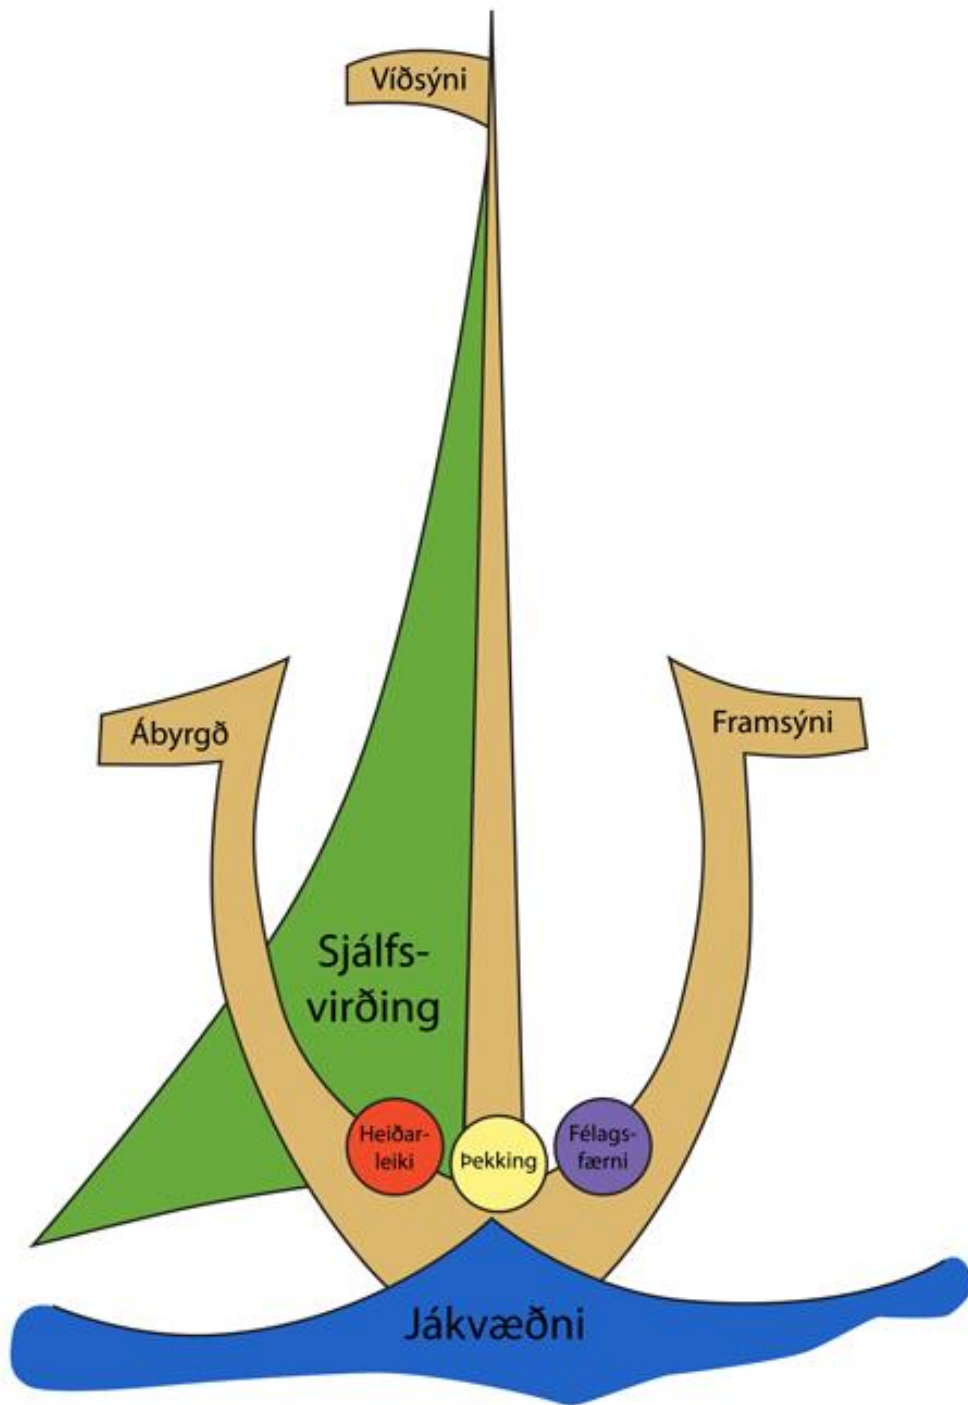 Víðsýni
Ábyrgð
Framsýni
Sjálfs-
virðing
Heiðar-
leiki
Þekking
Félags-
færni
Jákvæðni